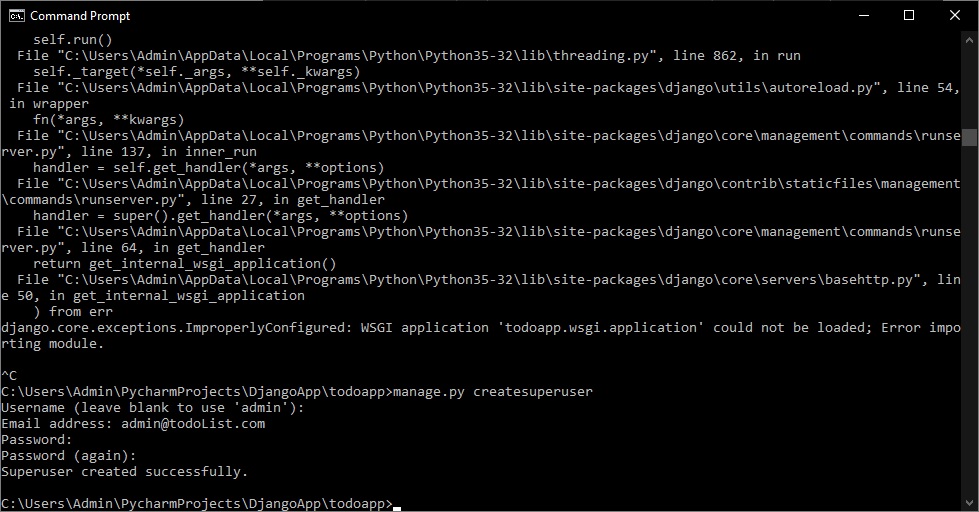 Command Prompt
self.run()
File "C:\Users\Admin\AppData\Local\Programs\Python\Python35-32\lib\threading.py", line 862, in run
self._target(*self._args, **self._kwargs)
File "C:\Users\Admin\AppData\Local\Programs\Python\Python35-32\lib\site-packages\django\utils\autoreload.py", line 54,
in wrapper
fn(*args, **kwargs)
File "C:\Users\Admin\AppData\Local\Programs\Python\Python35-32\lib\site-packages\django\core\management\commands\runse
rver.py", line 137, in inner_run
handler = self.get_handler(*args, **options)
File "C:\Users\Admin\AppData\Local\Programs\Python\Python35-32\lib\site-packages\django\contrib\staticfiles\management
\commands\runserver.py", line 27, in get_handler
handler = super().get_handler(*args, **options)
File "C:\Users\Admin\AppData\Local\Programs\Python\Python35-32\lib\site-packages\django\core\management\commands\runse
rver.py", line 64, in get_handler
return get_internal_wsgi_application()
File "C:\Users\Admin\AppData\Local\Programs\Python\Python35-32\lib\site-packages\django\core\servers\basehttp.py", lin
e 50, in get_internal_wsgi_application
) from err
django.core.exceptions.ImproperlyConfigured: WSGI application 'todoapp.wsgi.application' could not be loaded; Error impo
rting module.
^C
C:\Users\Admin\PycharmProjects\DjangoApp\todoapp>manage.py createsuperuser
Username (leave blank to use 'admin'):
Email address: admin@todoList.com
Password:
Password (again):
Superuser created successfully.
C:\Users\Admin\PycharmProjects\DjangoApp\todoapp>